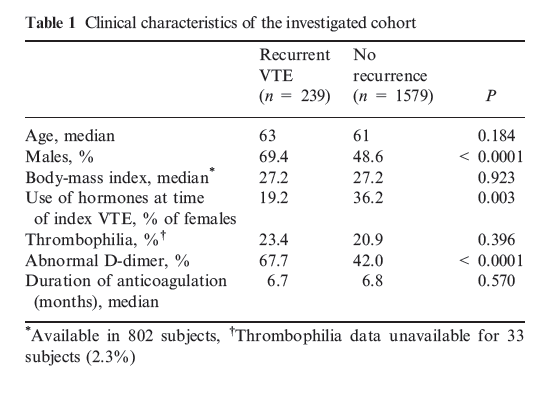 Table 1 Clinical characteristics of the investigated cohort
Recurrent No
VTE recurrence
(n = 239) (n = 1579) P
Age, median 63 61 0.184
Males, % 69.4 48.6 < 0.0001
Body-mass index, median* 27.2 27.2 0.923
Use of hormones at time 19.2 36.2 0.003
of index VTE, % of females
Thrombophilia, %† 23.4 20.9 0.396
Abnormal D-dimer, % 67.7 42.0 < 0.0001
Duration of anticoagulation 6.7 6.8 0.570
(months), median
*Available in 802 subjects, †Thrombophilia data unavailable for 33
subjects (2.3%)